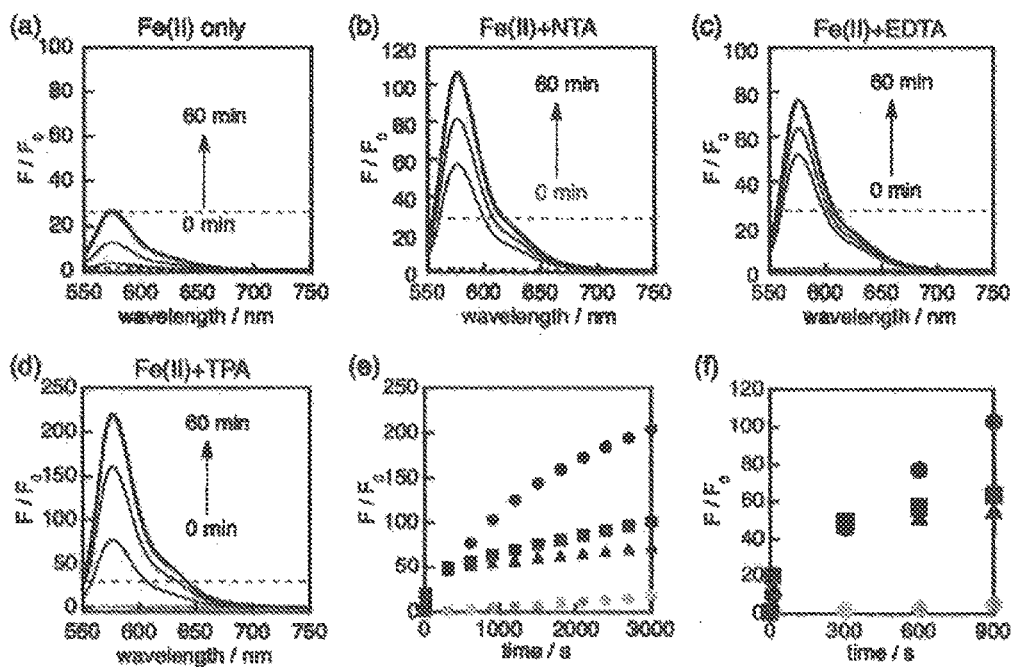 (a) Fe(II) only
100
80
60
40
20
0
F / F0
60 min
0 min
550 600 650 700 750
wavelength / nm
(b) Fe(II)+NTA
120
100
80
60
40
20
0
F / F0
60 min
0 min
550 600 650 700 750
wavelength / nm
(c) Fe(II)+EDTA
100
80
60
40
20
0
F / F0
60 min
0 min
550 600 650 700 750
wavelength / nm
(d) Fe(II)+TPA
250
200
150
100
50
0
F / F0
60 min
0 min
550 600 650 700 750
wavelength / nm
(e)
250
200
150
100
50
0
F / F0
0 1000 2000 3000
time / s
(f)
120
100
80
60
40
20
0
F / F0
0 300 600 900
time / s